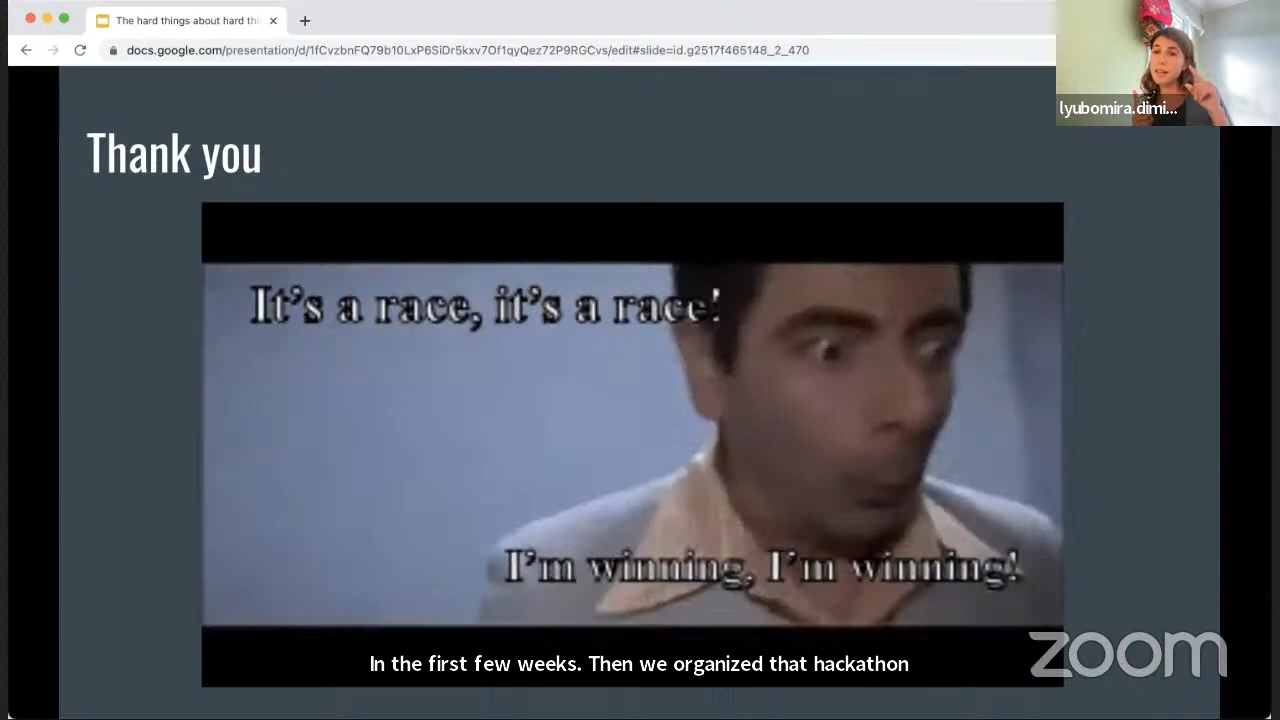 The hard things about hard thi
docs.google.com/presentation/d/1fCvzbnFQ79b10LxP6SiDr5kxv7Of1qyQez72P9RGCvs/edit#slide=id.g2517f465148_2_470
lyubomira.dimi...
Thank you
It's a race, it's a race!
I'm winning, I'm winning!
In the first few weeks. Then we organized that hackathon
zoom